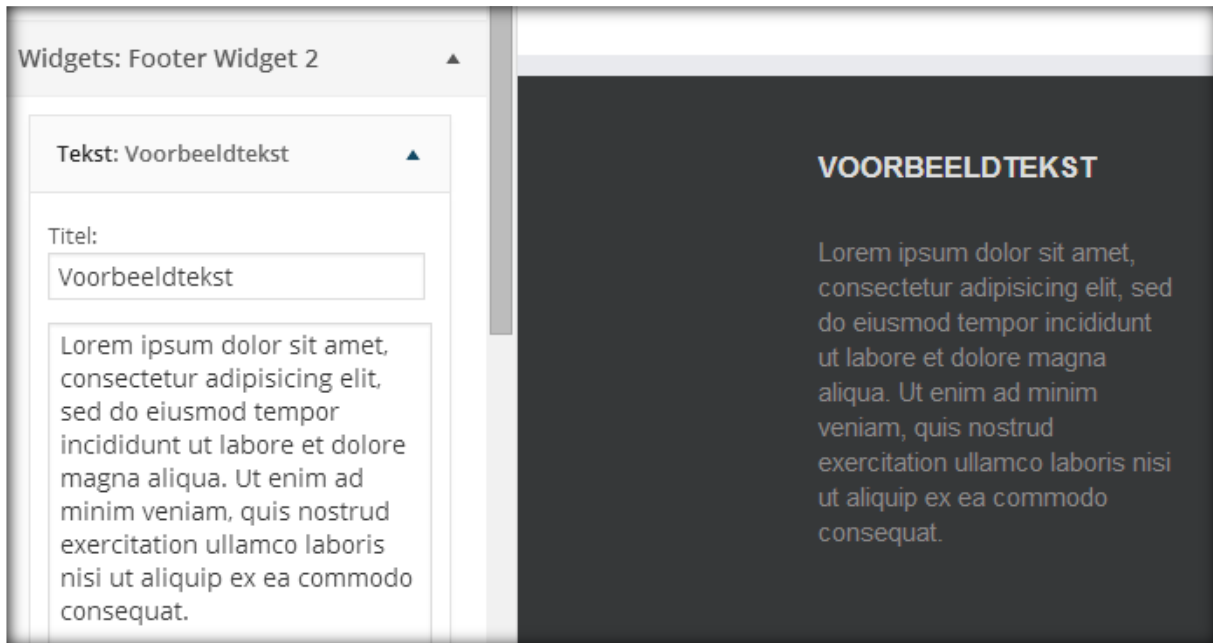 Widgets: Footer Widget 2
Tekst: Voorbeeldtekst
Titel:
Voorbeeldtekst
Lorem ipsum dolor sit amet,
consectetur adipisicing elit,
sed do eiusmod tempor
incididunt ut labore et dolore
magna aliqua. Ut enim ad
minim veniam, quis nostrud
exercitation ullamco laboris
nisi ut aliquip ex ea commodo
consequat.
VOORBEELDTEKST
Lorem ipsum dolor sit amet,
consectetur adipisicing elit, sed
do eiusmod tempor incididunt
ut labore et dolore magna
aliqua. Ut enim ad minim
veniam, quis nostrud
exercitation ullamco laboris nisi
ut aliquip ex ea commodo
consequat.